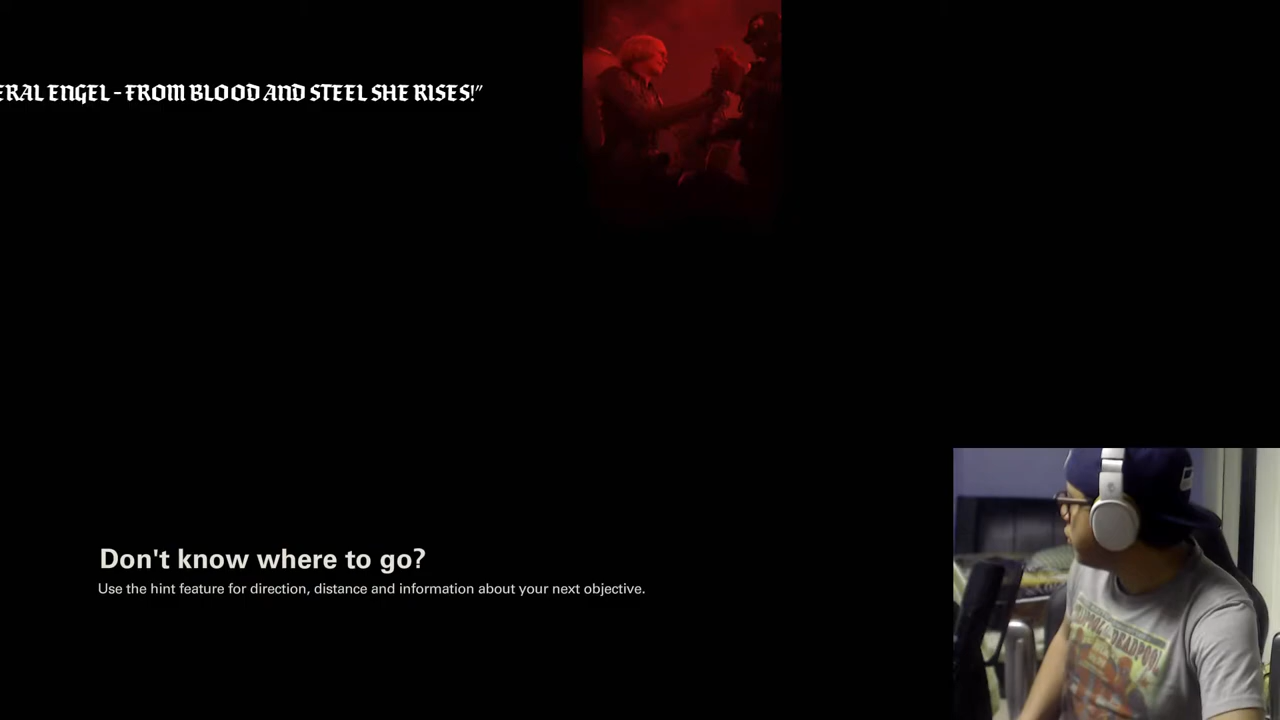 ERAL ENGEL - FROM BLOOD AND STEEL SHE RISES!"
Don't know where to go?
Use the hint feature for direction, distance and information about your next objective.
DEADPOOL